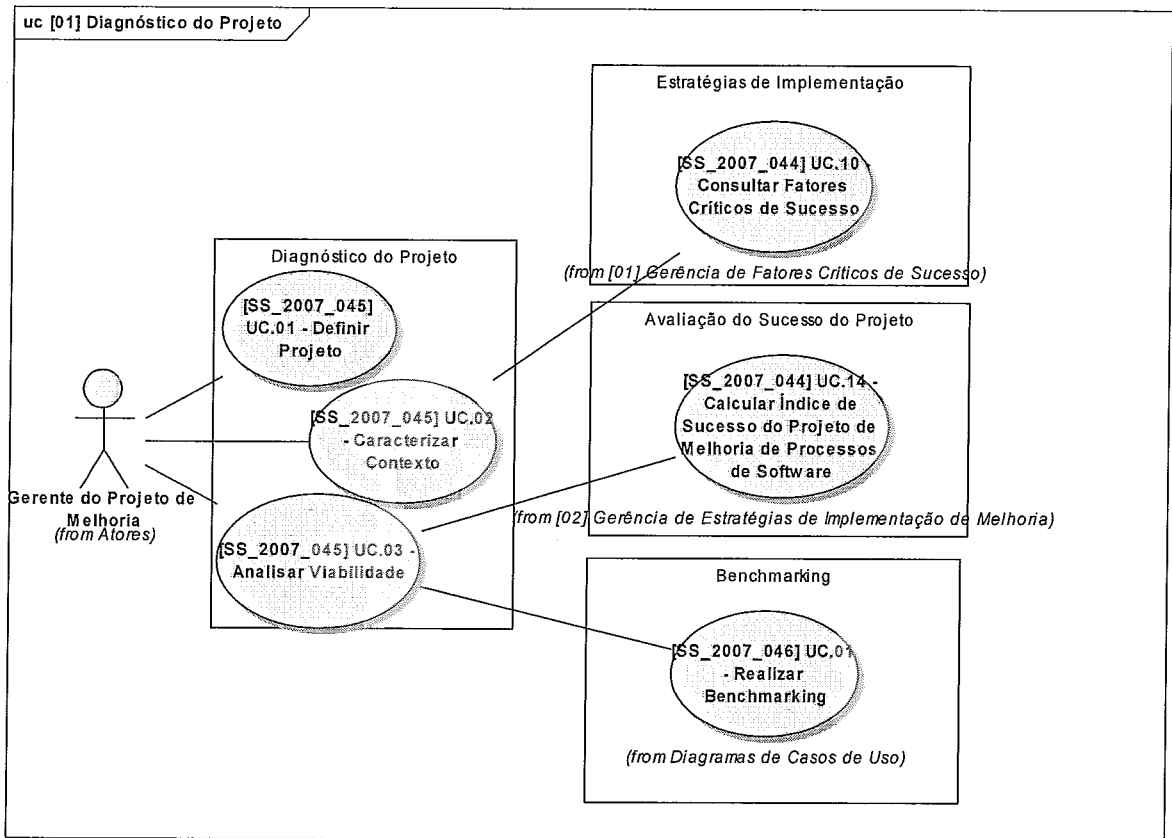 uc [01] Diagnóstico do Projeto
Estratégias de Implementação
[SS_2007_044] UC.10 -
Consultar Fatores
Críticos de Sucesso
(from [01] Gerência de Fatores Críticos de Sucesso)
Diagnóstico do Projeto
[SS_2007_045]
UC.01 - Definir
Projeto
[SS_2007_045] UC.02
- Caracterizar
Contexto
[SS_2007_045] UC.03 -
Analisar Viabilidade
Gerente do Projeto de
Melhoria
(from Atores)
Avaliação do Sucesso do Projeto
[SS_2007_044] UC.14 -
Calcular Índice de
Sucesso do Projeto de
Melhoria de Processos
de Software
(from [02] Gerência de Estratégias de Implementação de Melhoria)
Benchmarking
[SS_2007_046] UC.01
- Realizar
Benchmarking
(from Diagramas de Casos de Uso)